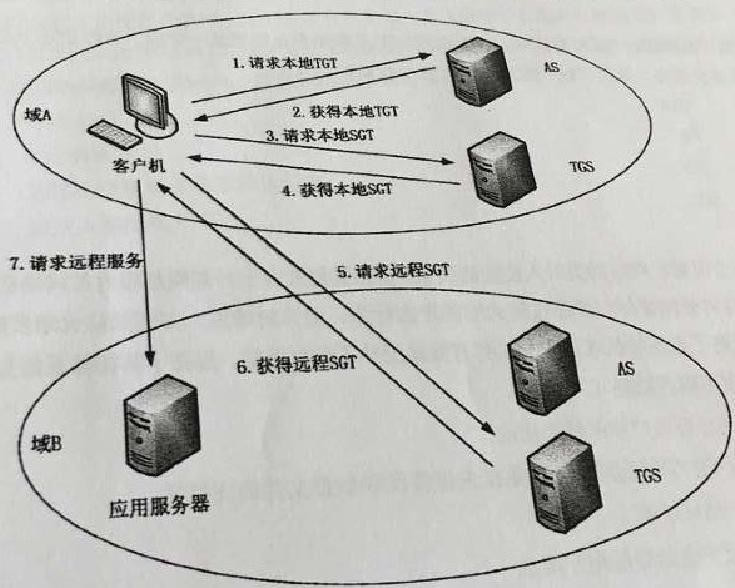 1. 请求本地TGT
AS
2. 获得本地TGT
域A
3. 请求本地SGT
客户机
TGS
4. 获得本地SGT
7. 请求远程服务
5. 请求远程SGT
6. 获得远程SGT
AS
域B
TGS
应用服务器